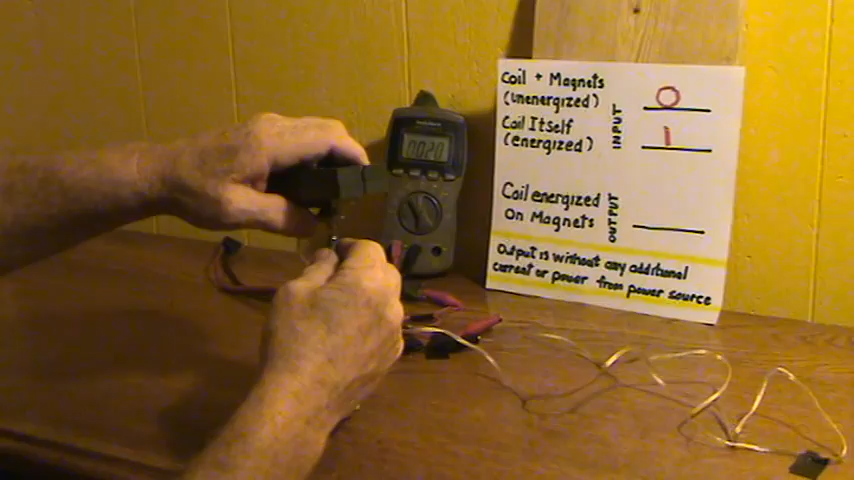 0.020
Coil + Magnets
(unenergized)
O
Coil Itself
(energized)
1
INPUT
Coil energized
On Magnets
OUTPUT
Output is without any additional
current or power from power source